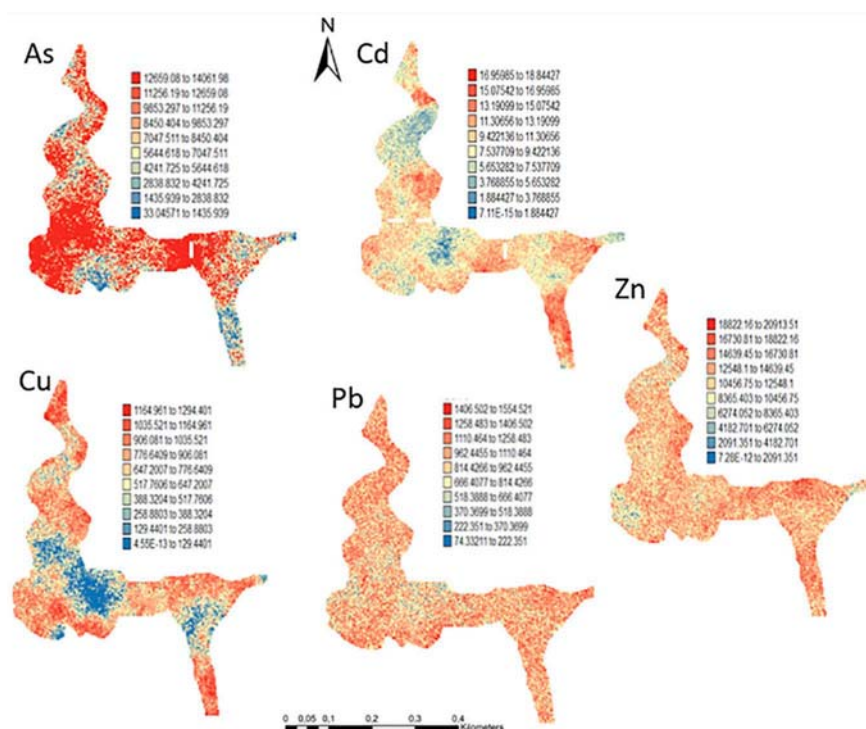 N
As
12659.08 to 14061.98
11256.19 to 12659.08
9853.297 to 11256.19
8450.404 to 9853.297
7047.511 to 8450.404
5644.618 to 7047.511
4241.725 to 5644.618
2838.832 to 4241.725
1435.939 to 2838.832
33.04571 to 1435.939
Cd
16.95985 to 18.84427
15.07542 to 16.95985
13.19099 to 15.07542
11.30656 to 13.19099
9.422136 to 11.30656
7.537709 to 9.422136
5.653282 to 7.537709
3.768855 to 5.653282
1.884427 to 3.768855
7.11E-15 to 1.884427
Zn
18822.16 to 20913.51
16730.81 to 18822.16
14639.45 to 16730.81
12548.1 to 14639.45
10456.75 to 12548.1
8365.403 to 10456.75
6274.052 to 8365.403
4182.701 to 6274.052
2091.351 to 4182.701
7.28E-12 to 2091.351
Cu
1164.961 to 1294.401
1035.521 to 1164.961
906.081 to 1035.521
776.6409 to 906.081
647.2007 to 776.6409
517.7606 to 647.2007
388.3204 to 517.7606
258.8803 to 388.3204
129.4401 to 258.8803
4.55E-13 to 129.4401
Pb
1406.502 to 1554.521
1258.483 to 1406.502
1110.464 to 1258.483
962.4455 to 1110.464
814.4266 to 962.4455
666.4077 to 814.4266
518.3888 to 666.4077
370.3699 to 518.3888
222.351 to 370.3699
74.33211 to 222.351
0 0,05 0,1 0,2 0,3 0,4
Kilometers